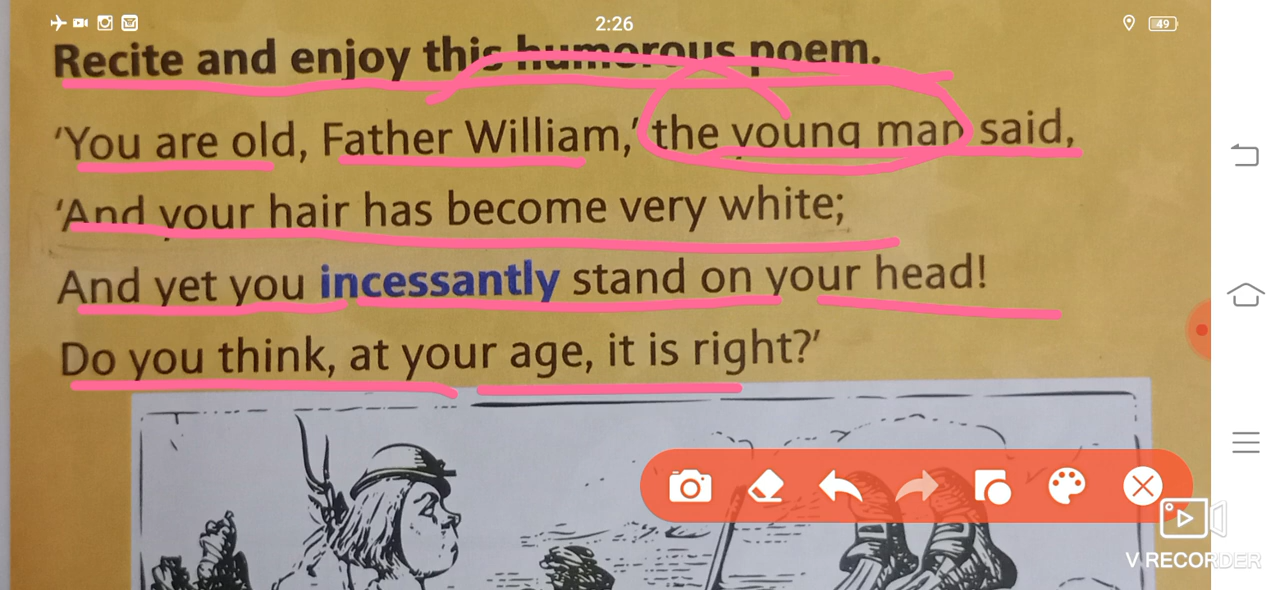 2:26
49
Recite and enjoy this humorous poem.
'You are old, Father William,' the young man said,
'And your hair has become very white;
And yet you incessantly stand on your head!
Do you think, at your age, it is right?'
V RECORDER